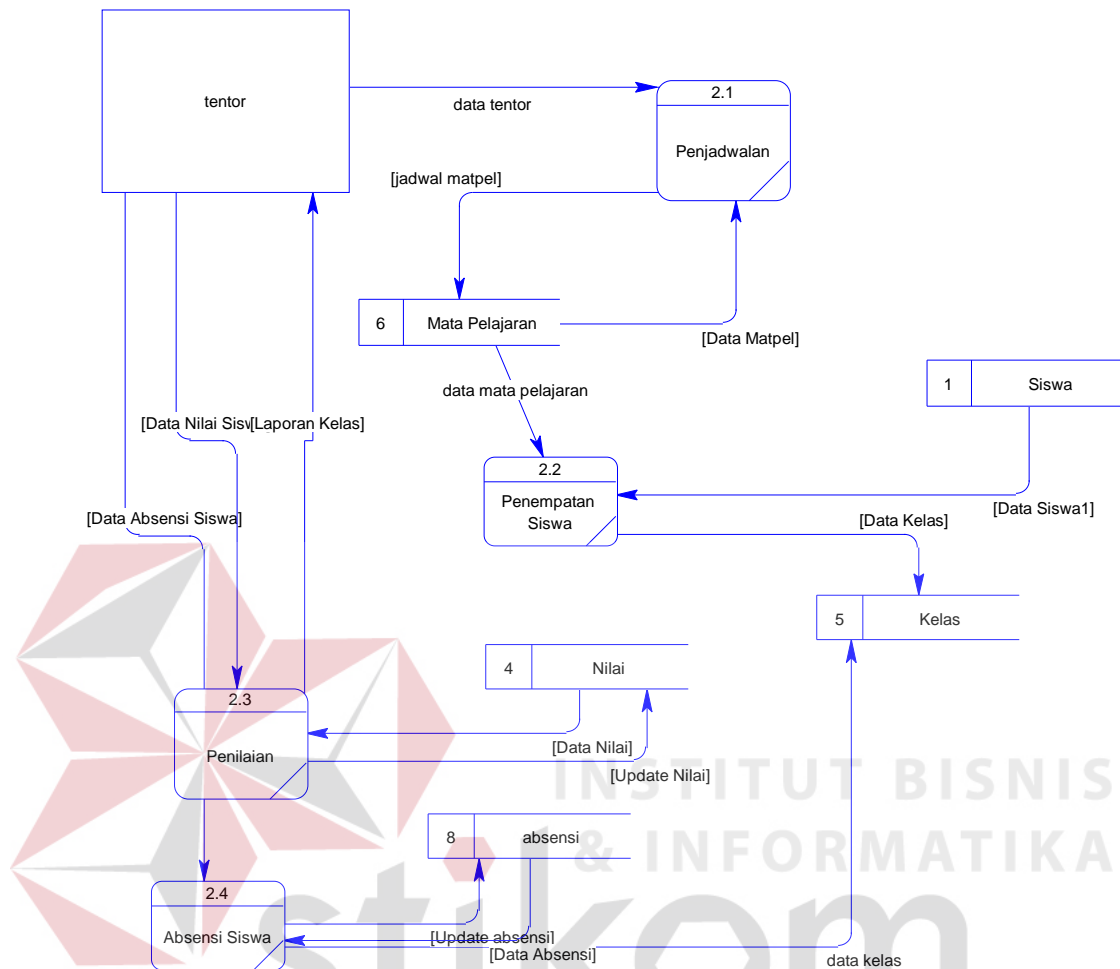 tentor
data tentor
2.1
Penjadwalan
[jadwal matpel]
6
Mata Pelajaran
[Data Matpel]
data mata pelajaran
1
Siswa
[Data Nilai Sisw
[Laporan Kelas]
2.2
Penempatan
Siswa
[Data Siswa1]
[Data Absensi Siswa]
[Data Kelas]
5
Kelas
4
Nilai
2.3
Penilaian
[Data Nilai]
[Update Nilai]
INSTITUT BISNIS
& INFORMATIKA
8
absensi
2.4
Absensi Siswa
[Update absensi]
[Data Absensi]
data kelas
stikom